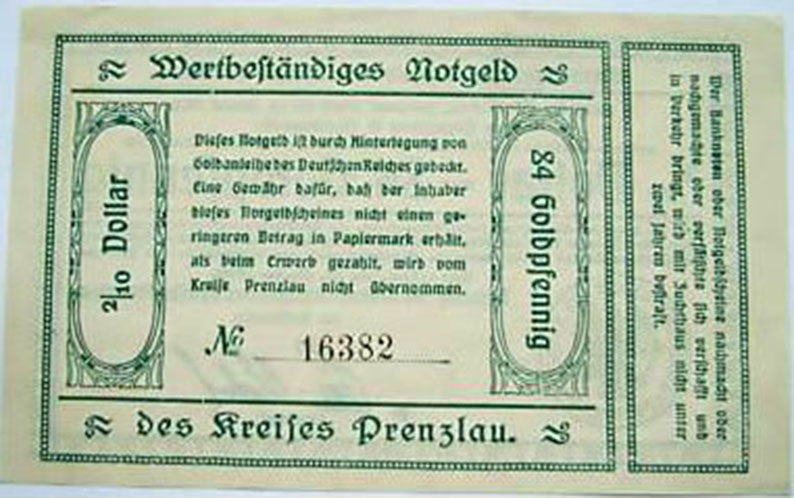 Wertbeständiges Notgeld
2/10 Dollar
Dieses Notgeld ist durch Hinterlegung von
Goldanleihe des Deutschen Reiches gedeckt.
Eine Gewähr dafür, daß der Inhaber
dieses Notgeldscheines nicht einen ge-
ringeren Betrag in Papiermark erhält,
als beim Erwerb gezahlt, wird vom
Kreise Prenzlau nicht übernommen.
84 Goldpfennig
№ 16382
des Kreises Prenzlau.
Wer Banknoten oder Notgeldscheine nachmacht oder
nachgemachte oder verfälschte sich verschafft und
in Verkehr bringt, wird mit Zuchthaus nicht unter
zwei Jahren bestraft.